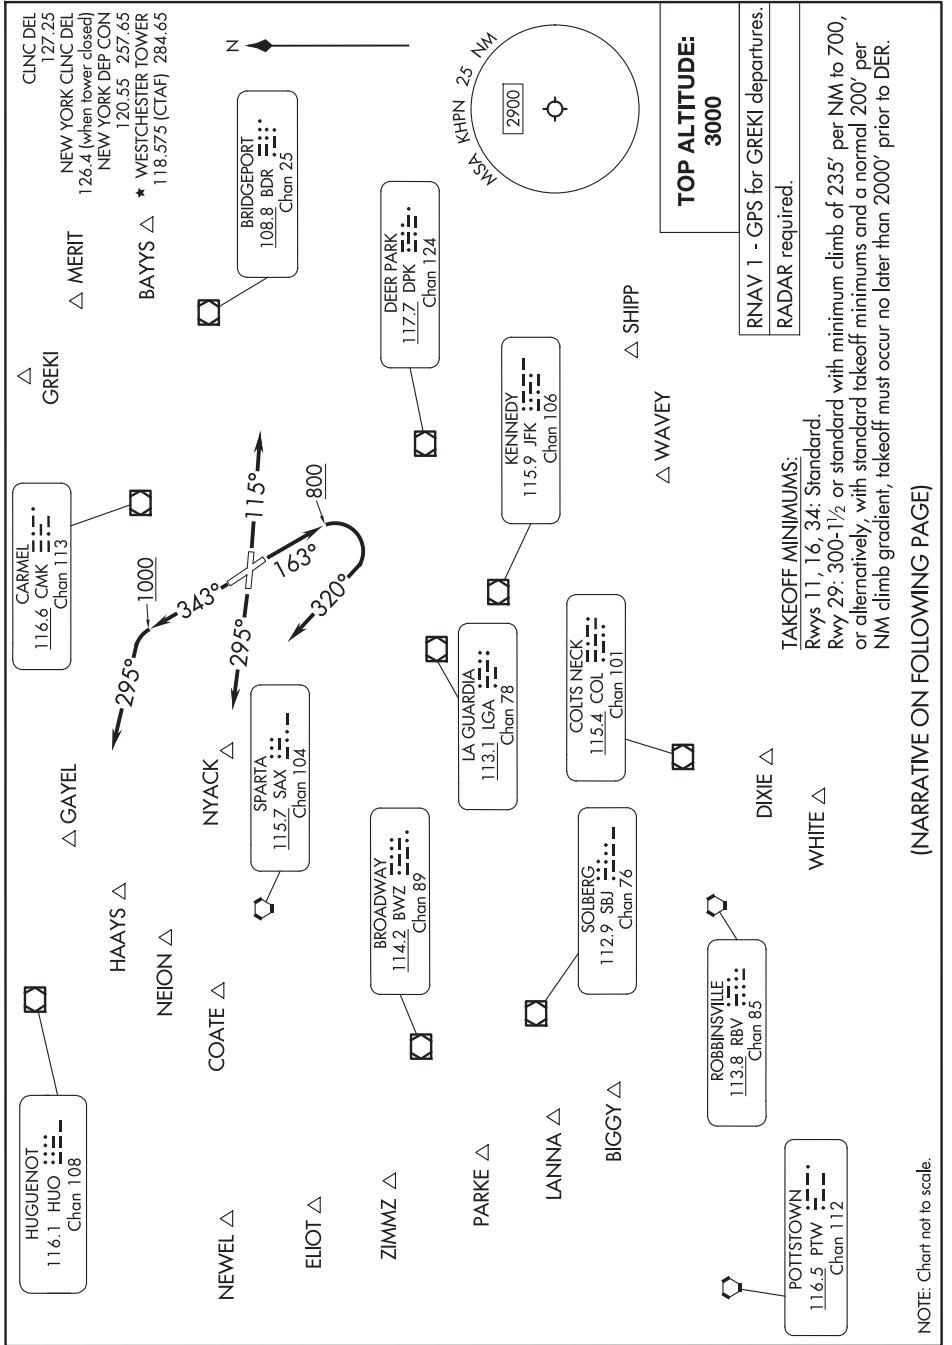 CLNC DEL
127.25
NEW YORK CLNC DEL
126.4 (when tower closed)
NEW YORK DEP CON
120.55 257.65
★ WESTCHESTER TOWER
118.575 (CTAF) 284.65
N
HUGUENOT
116.1 HUO
Chan 108
CARMEL
116.6 CMK
Chan 113
GREKI
MERIT
BAYYS
BRIDGEPORT
108.8 BDR
Chan 25
GAYEL
HAAYS
NEION
COATE
NYACK
1000
295°
343°
295°
115°
163°
800
320°
SPARTA
115.7 SAX
Chan 104
DEER PARK
117.7 DPK
Chan 124
MSA KHPN 25 NM
2900
NEWEL
ELIOT
ZIMMZ
PARKE
LANNA
BIGGY
BROADWAY
114.2 BWZ
Chan 89
LA GUARDIA
113.1 LGA
Chan 78
KENNEDY
115.9 JFK
Chan 106
SOLBERG
112.9 SBJ
Chan 76
COLTS NECK
115.4 COL
Chan 101
SHIPP
WAVEY
DIXIE
WHITE
ROBBINSVILLE
113.8 RBV
Chan 85
POTTSTOWN
116.5 PTW
Chan 112
TOP ALTITUDE:
3000
RNAV 1 - GPS for GREKI departures.
RADAR required.
TAKEOFF MINIMUMS:
Rwys 11, 16, 34: Standard.
Rwy 29: 300-1½ or standard with minimum climb of 235' per NM to 700,
or alternatively, with standard takeoff minimums and a normal 200' per
NM climb gradient, takeoff must occur no later than 2000' prior to DER.
NOTE: Chart not to scale.
(NARRATIVE ON FOLLOWING PAGE)